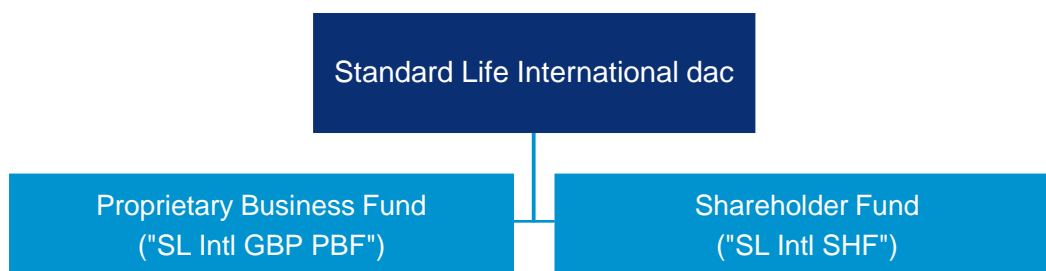 Standard Life International dac
Proprietary Business Fund
("SL Intl GBP PBF")
Shareholder Fund
("SL Intl SHF")